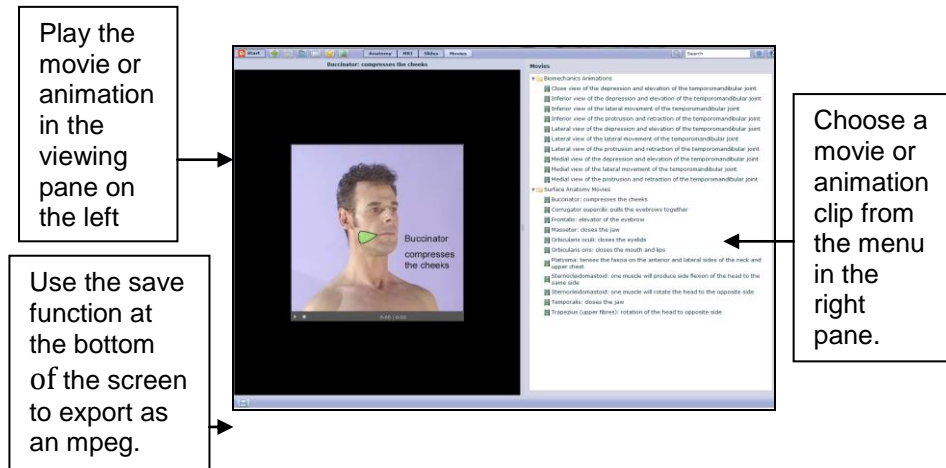 Play the
movie or
animation
in the
viewing
pane on
the left
Use the save
function at
the bottom
of the screen
to export as
an mpeg.
Start
Anatomy
MRI
Slides
Movies
Search
Buccinator: compresses the cheeks
Buccinator
compresses
the cheeks
Movies
Biomechanics Animations
Close view of the depression and elevation of the temporomandibular joint
Inferior view of the depression and elevation of the temporomandibular joint
Inferior view of the lateral movement of the temporomandibular joint
Inferior view of the protrusion and retraction of the temporomandibular joint
Lateral view of the depression and elevation of the temporomandibular joint
Lateral view of the lateral movement of the temporomandibular joint
Lateral view of the protrusion and retraction of the temporomandibular joint
Medial view of the depression and elevation of the temporomandibular joint
Medial view of the lateral movement of the temporomandibular joint
Medial view of the protrusion and retraction of the temporomandibular joint
Surface Anatomy Movies
Buccinator: compresses the cheeks
Corrugator supercilii: pulls the eyebrows together
Frontalis: elevator of the eyebrow
Masseter: closes the jaw
Orbicularis oculi: closes the eyelids
Orbicularis oris: closes the mouth and lips
Platysma: tenses the fascia on the anterior and lateral sides of the neck and
upper chest
Sternocleidomastoid: one muscle will produce side flexion of the head to the
same side
Sternocleidomastoid: one muscle will rotate the head to the opposite side
Temporalis: closes the jaw
Trapezius (upper fibres): rotation of the head to opposite side
Choose a
movie or
animation
clip from
the menu
in the
right
pane.